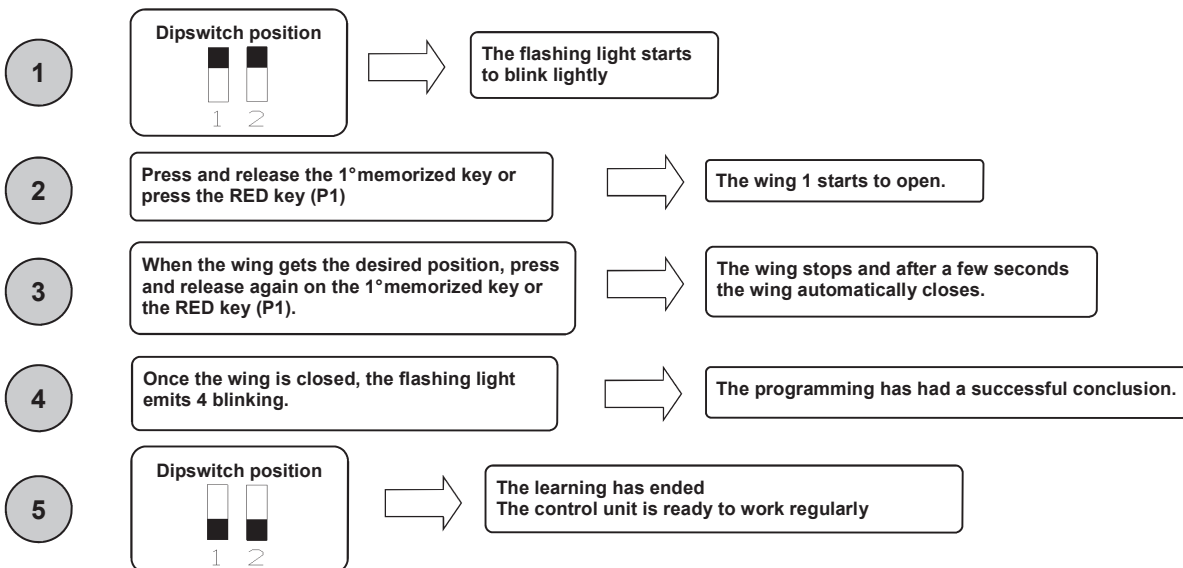 1
Dipswitch position
1 2
The flashing light starts
to blink lightly
2
Press and release the 1°memorized key or
press the RED key (P1)
The wing 1 starts to open.
3
When the wing gets the desired position, press
and release again on the 1°memorized key or
the RED key (P1).
The wing stops and after a few seconds
the wing automatically closes.
4
Once the wing is closed, the flashing light
emits 4 blinking.
The programming has had a successful conclusion.
5
Dipswitch position
1 2
The learning has ended
The control unit is ready to work regularly